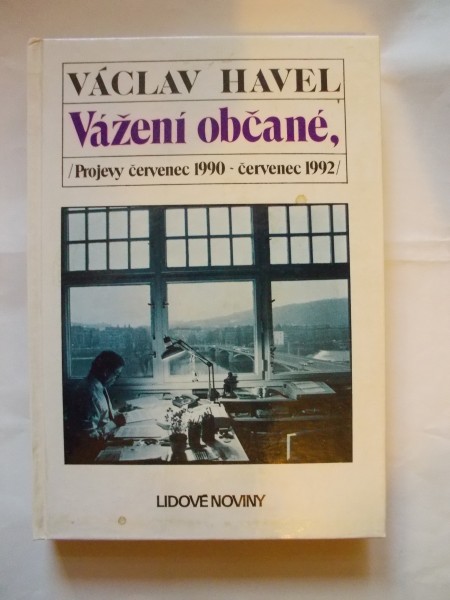 VÁCLAV HAVEL
Vážení občané,
/Projevy červenec 1990 - červenec 1992/
LIDOVÉ NOVINY